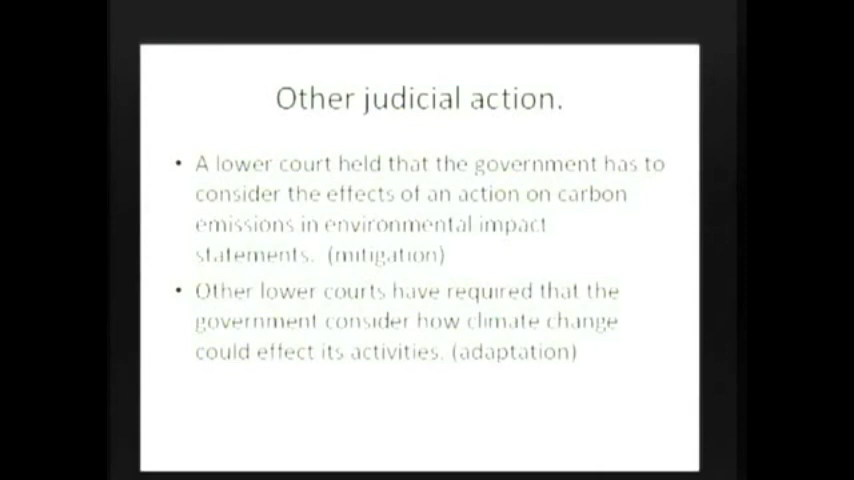 Other judicial action.
• A lower court held that the government has to
consider the effects of an action on carbon
emissions in environmental impact
statements. (mitigation)
• Other lower courts have required that the
government consider how climate change
could effect its activities. (adaptation)